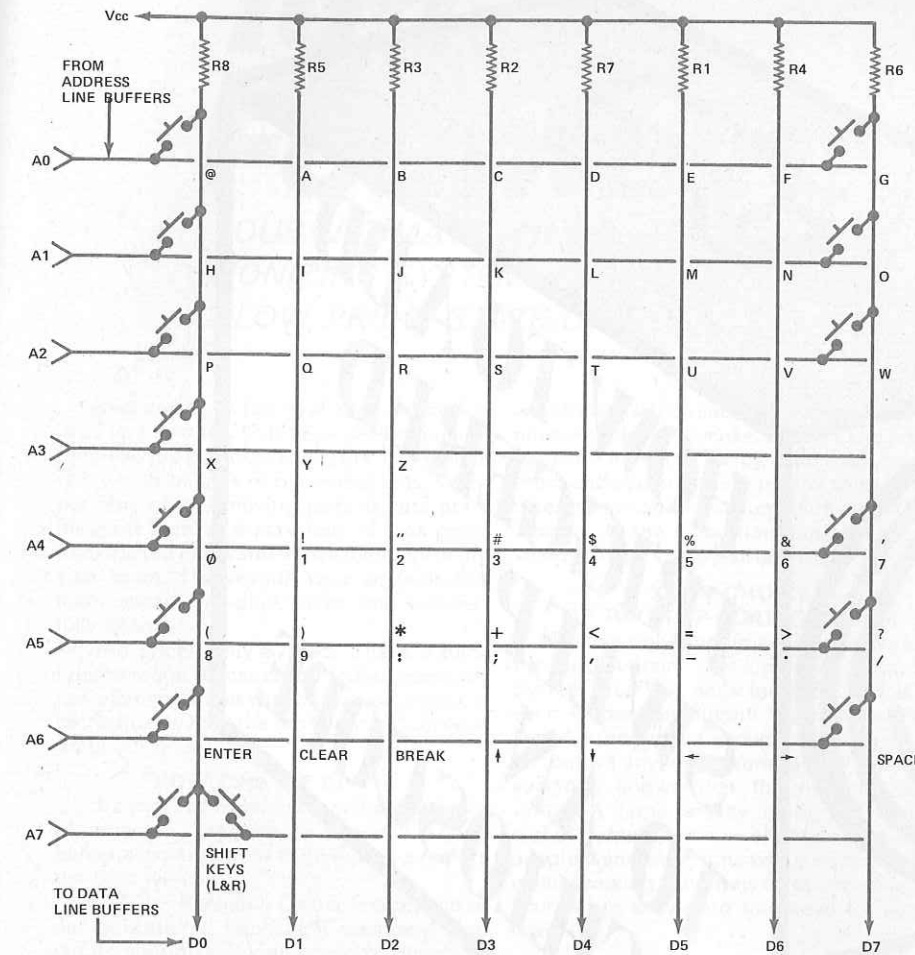 Vcc
R8 R5 R3 R2 R7 R1 R4 R6
FROM
ADDRESS
LINE BUFFERS
A0
@ A B C D E F G
A1
H I J K L M N O
A2
P Q R S T U V W
A3
X Y Z
A4
! " # $ % & '
0 1 2 3 4 5 6 7
A5
( ) * + < = > ?
8 9 : ; , – . /
A6
ENTER CLEAR BREAK ↑ ↓ ← → SPACE
A7
SHIFT
KEYS
(L&R)
TO DATA
LINE BUFFERS
D0 D1 D2 D3 D4 D5 D6 D7